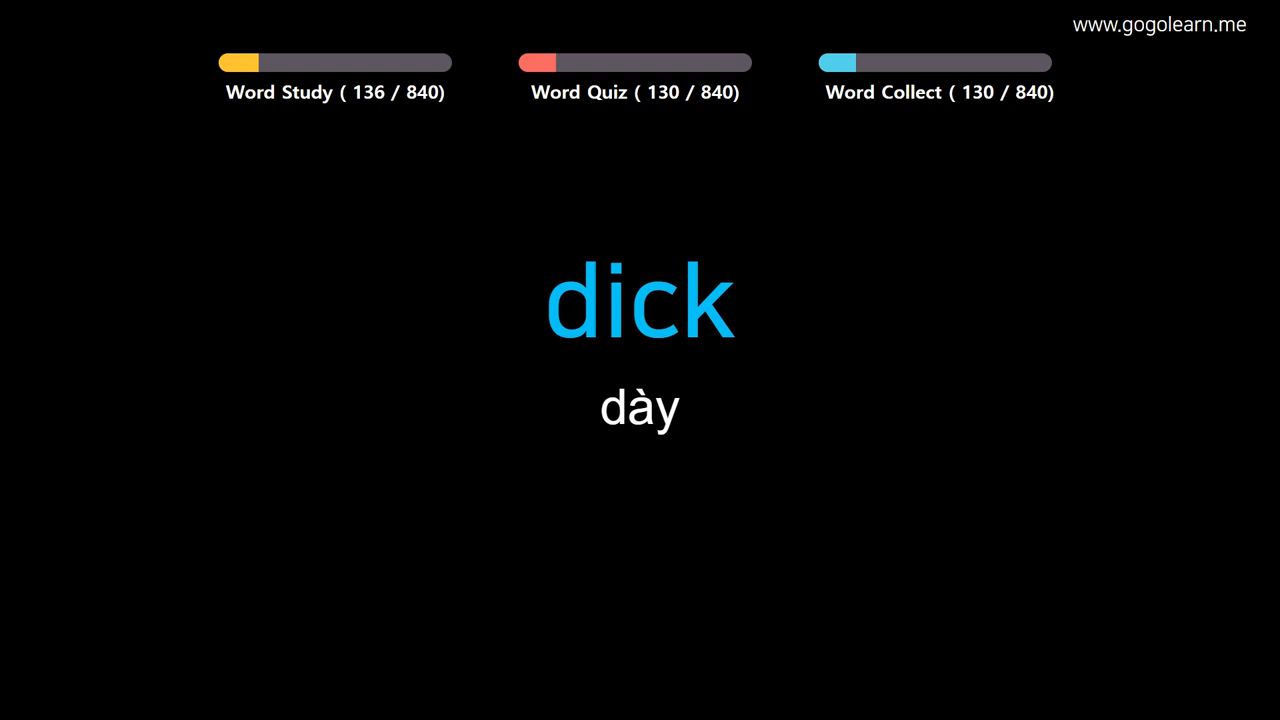 www.gogolearn.me
Word Study ( 136 / 840)
Word Quiz ( 130 / 840)
Word Collect ( 130 / 840)
dick
dày